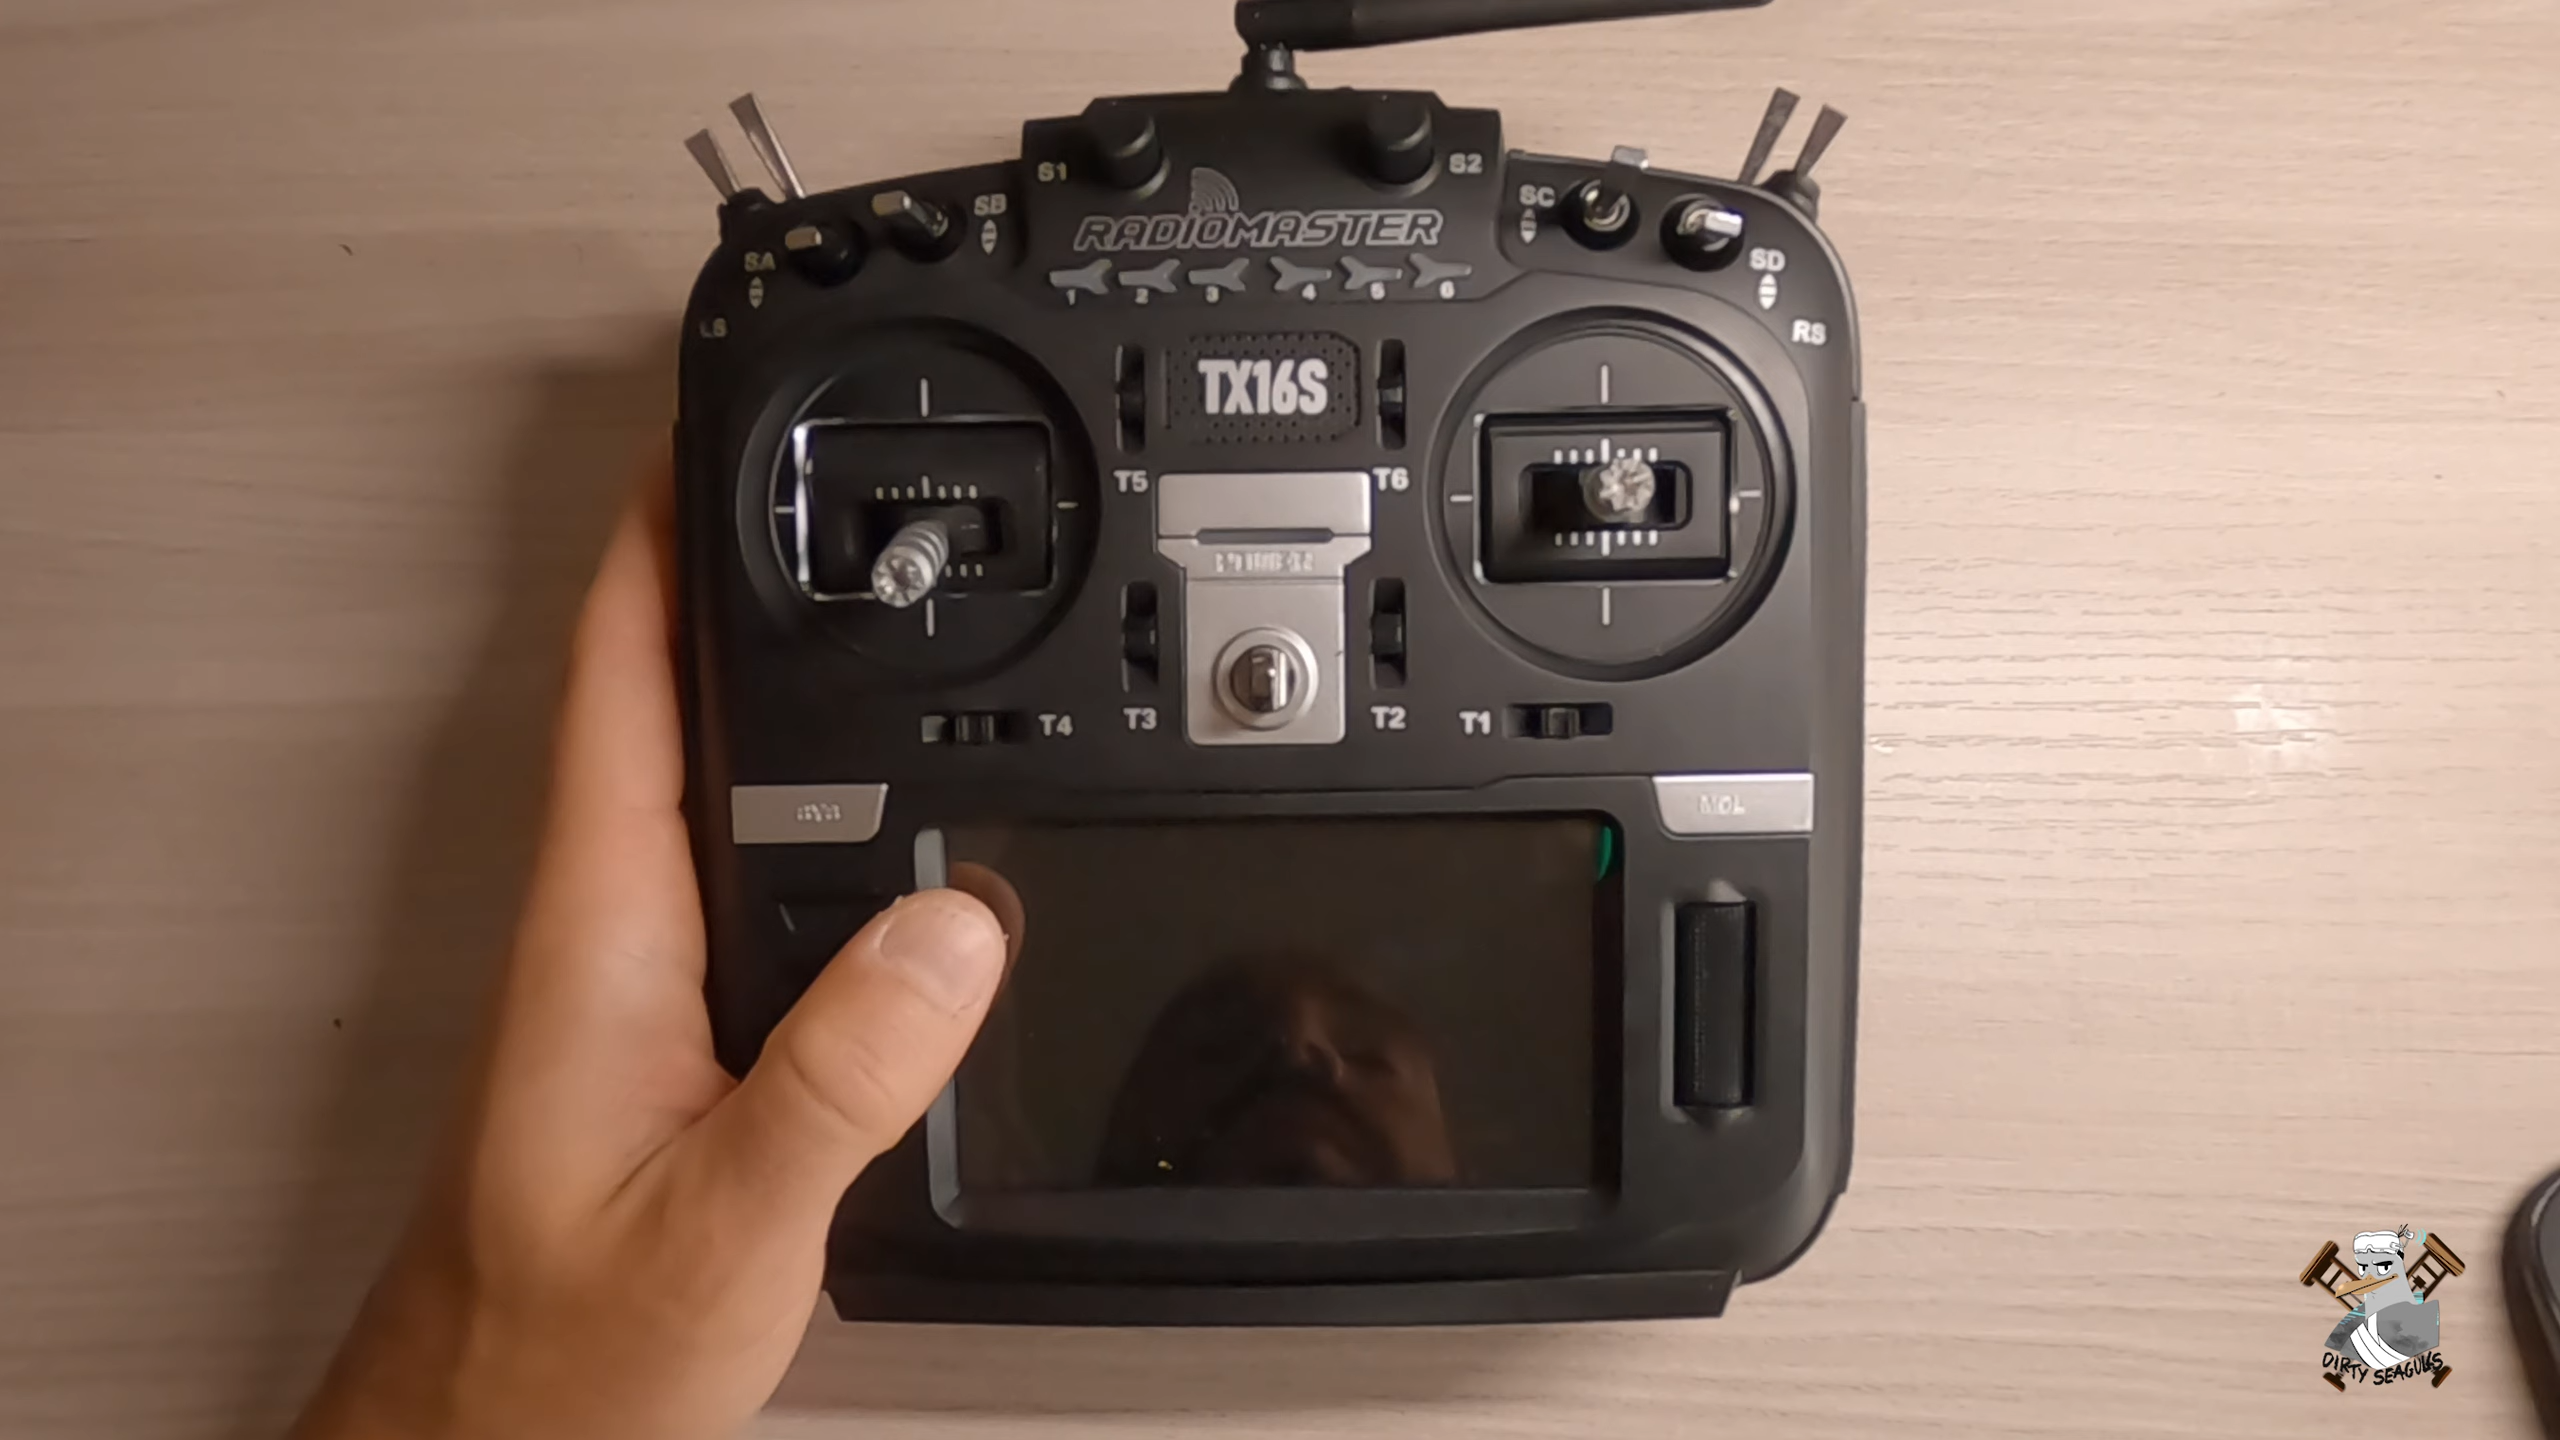 S1
S2
SB
SC
RADIOMASTER
SA
SD
1 2 3 4 5 6
LS
RS
TX16S
T5
T6
T4
T3
T2
T1
MDL
DIRTY SEAGULLS